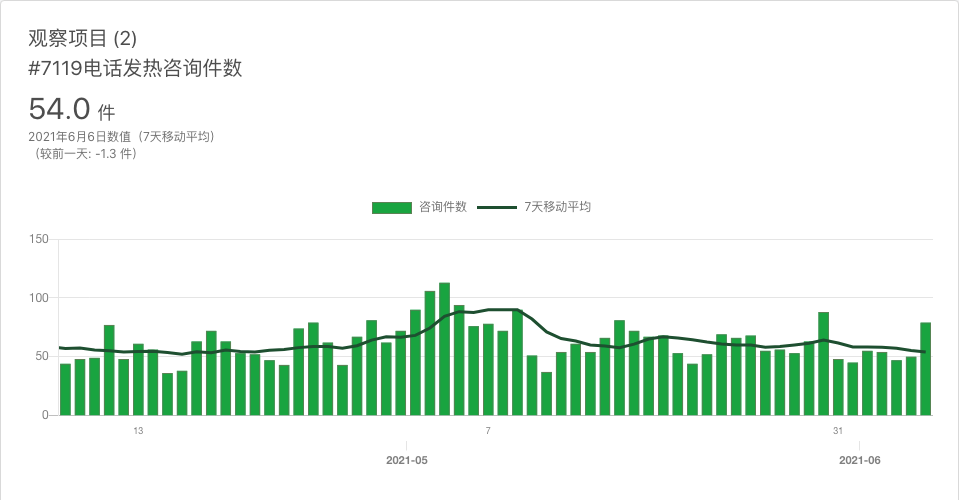 观察项目 (2)
#7119电话发热咨询件数
54.0 件
2021年6月6日数值（7天移动平均）
（较前一天: -1.3 件）
咨询件数
7天移动平均
150
100
50
0
13
7
31
2021-05
2021-06